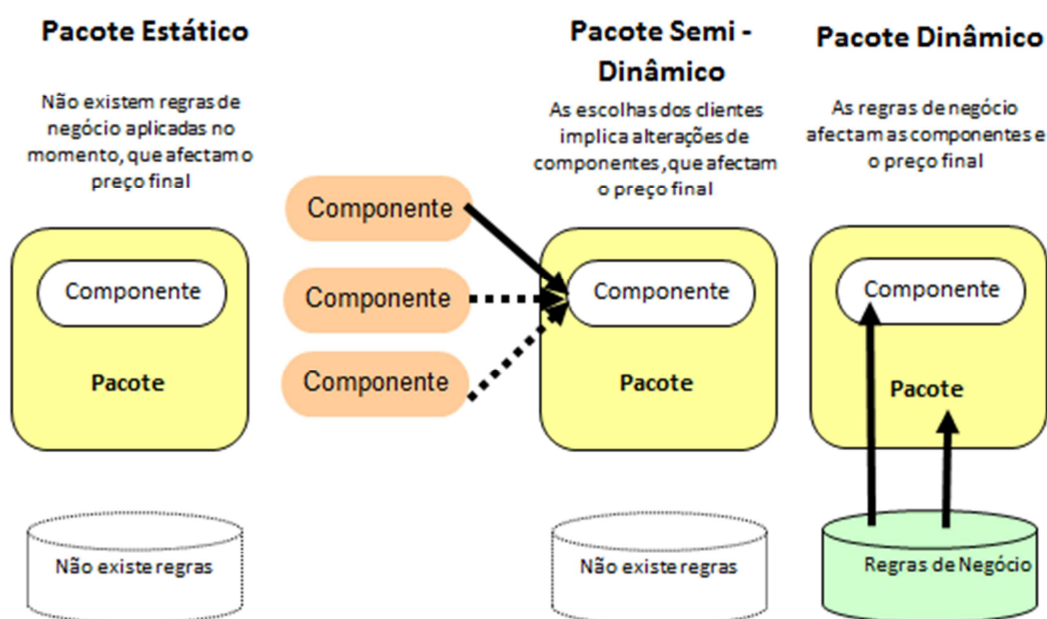 Pacote Estático
Não existem regras de
negócio aplicadas no
momento, que afectam o
preço final
Componente
Pacote
Não existe regras
Componente
Componente
Componente
Pacote Semi -
Dinâmico
As escolhas dos clientes
implica alterações de
componentes, que afectam
o preço final
Componente
Pacote
Não existe regras
Pacote Dinâmico
As regras de negócio
afectam as componentes e
o preço final
Componente
Pacote
Regras de Negócio